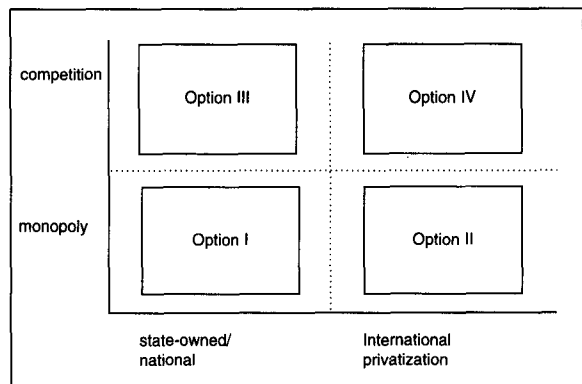 competition
Option III
Option IV
monopoly
Option I
Option II
state-owned/
national
International
privatization